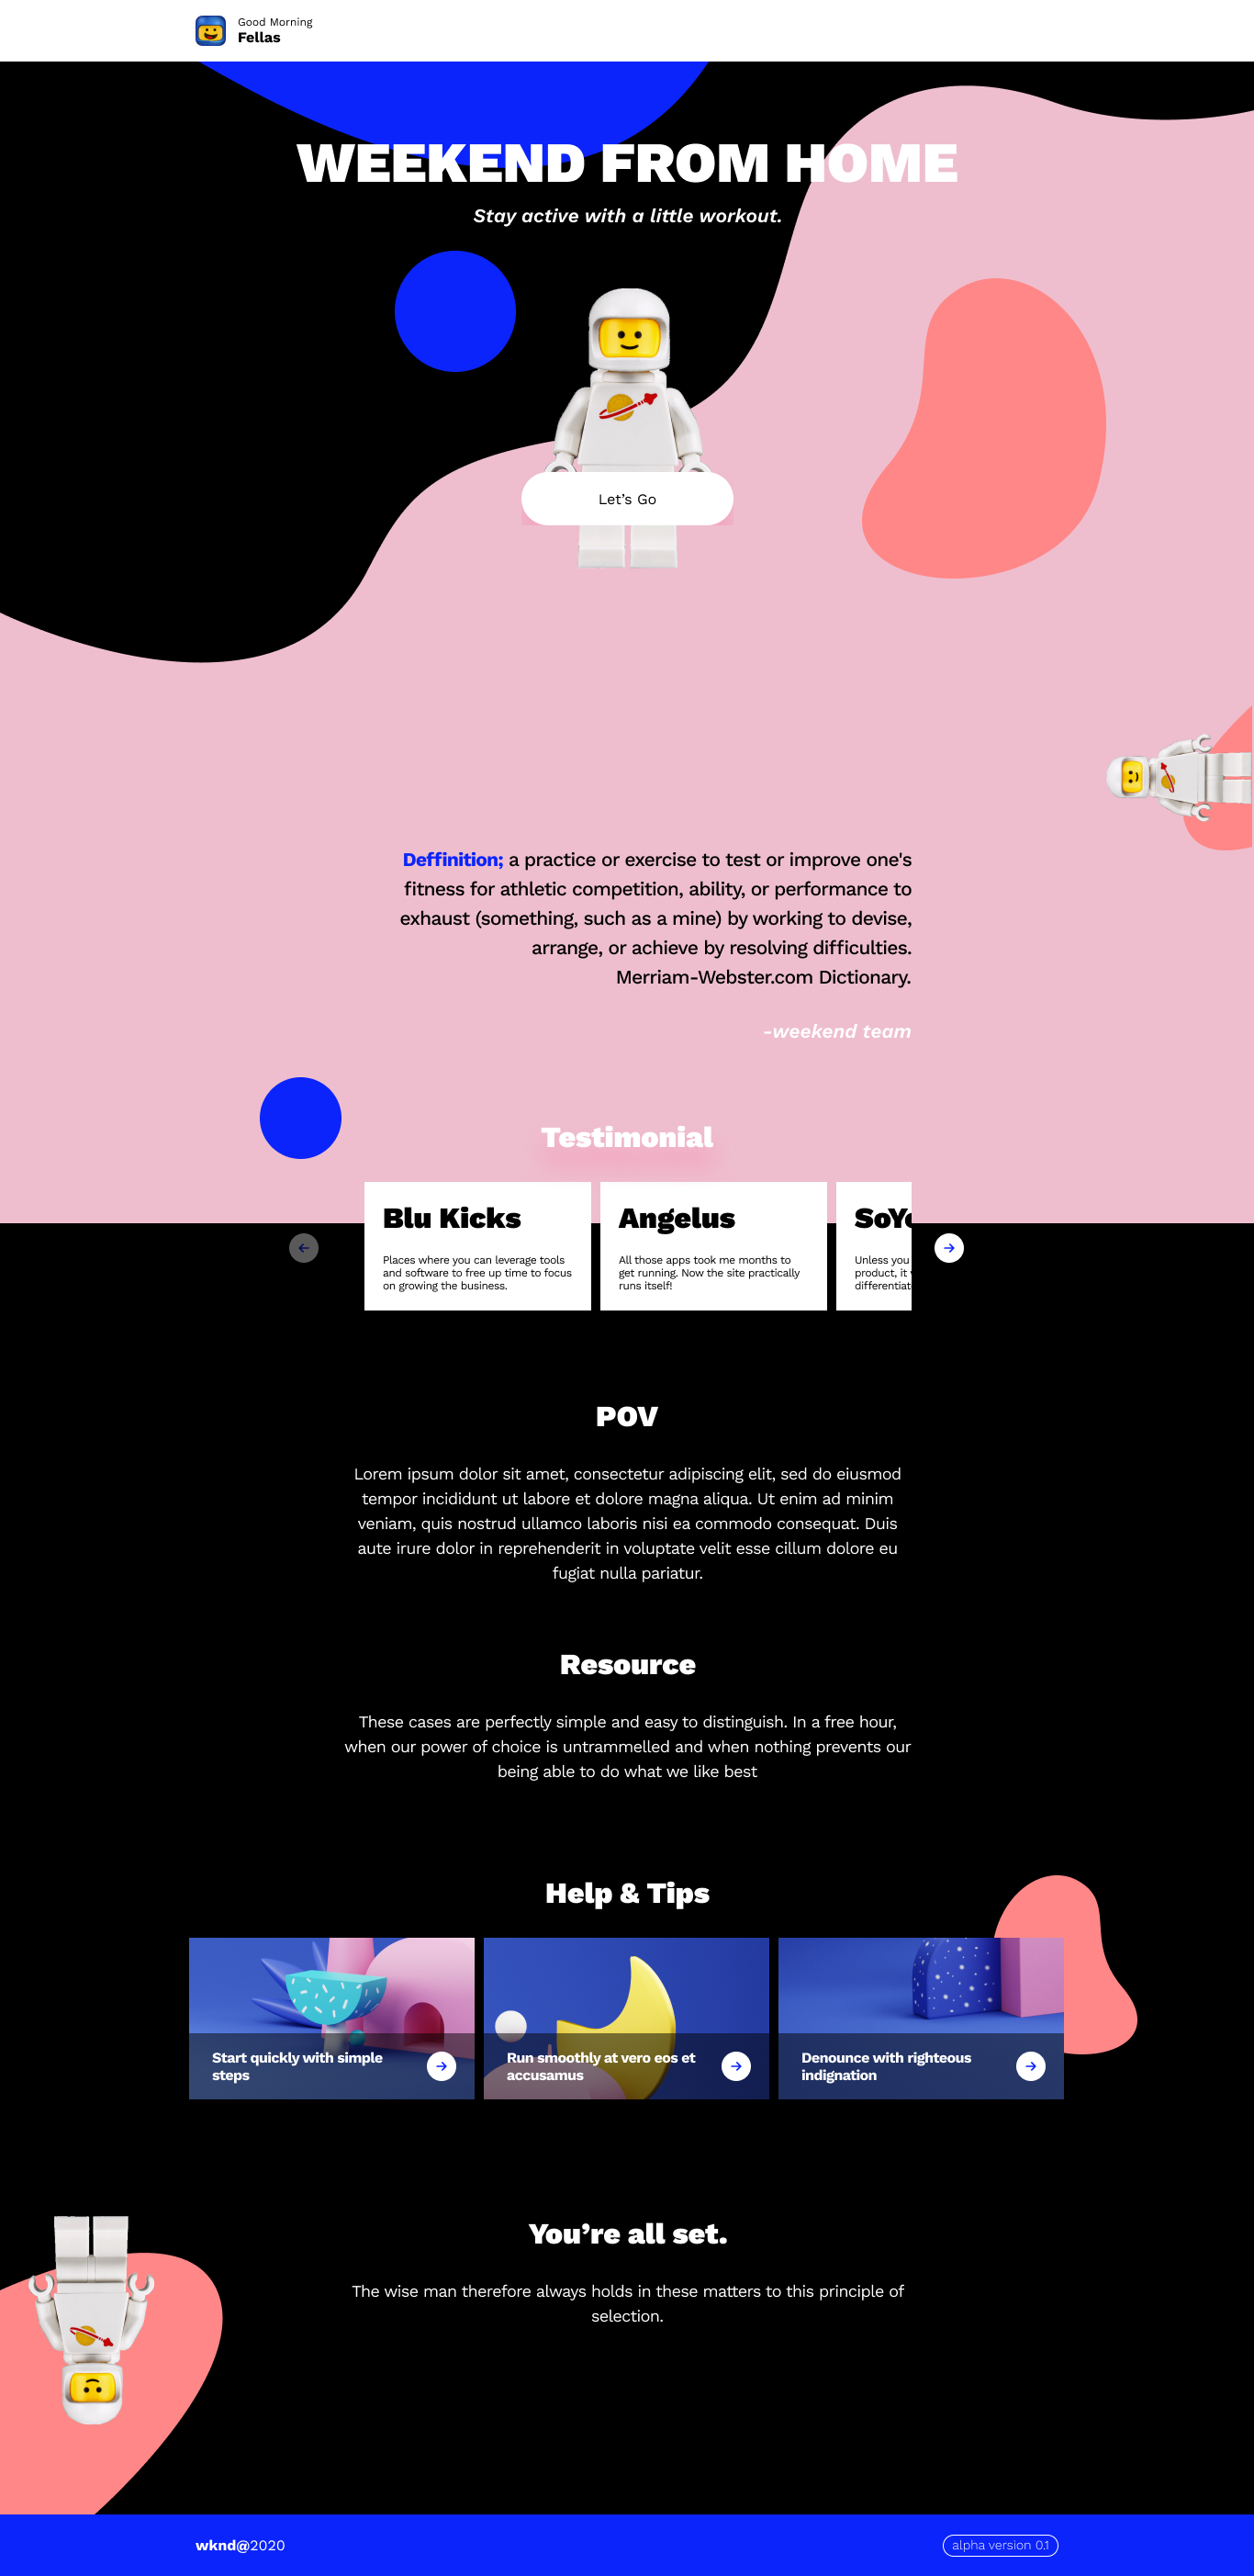 Good Morning
Fellas
WEEKEND FROM HOME
Stay active with a little workout.
Let’s Go
Deffinition; a practice or exercise to test or improve one's
fitness for athletic competition, ability, or performance to
exhaust (something, such as a mine) by working to devise,
arrange, or achieve by resolving difficulties.
Merriam-Webster.com Dictionary.
-weekend team
Testimonial
Blu Kicks
Places where you can leverage tools
and software to free up time to focus
on growing the business.
Angelus
All those apps took me months to
get running. Now the site practically
runs itself!
Unless you
product, it
POV
Lorem ipsum dolor sit amet, consectetur adipiscing elit, sed do eiusmod
tempor incididunt ut labore et dolore magna aliqua. Ut enim ad minim
veniam, quis nostrud ullamco laboris nisi ea commodo consequat. Duis
aute irure dolor in reprehenderit in voluptate velit esse cillum dolore eu
fugiat nulla pariatur.
Resource
These cases are perfectly simple and easy to distinguish. In a free hour,
when our power of choice is untrammelled and when nothing prevents our
being able to do what we like best
Help & Tips
Start quickly with simple
steps
Run smoothly at vero eos et
accusamus
Denounce with righteous
indignation
You’re all set.
The wise man therefore always holds in these matters to this principle of
selection.
wknd@2020
alpha version 0.1